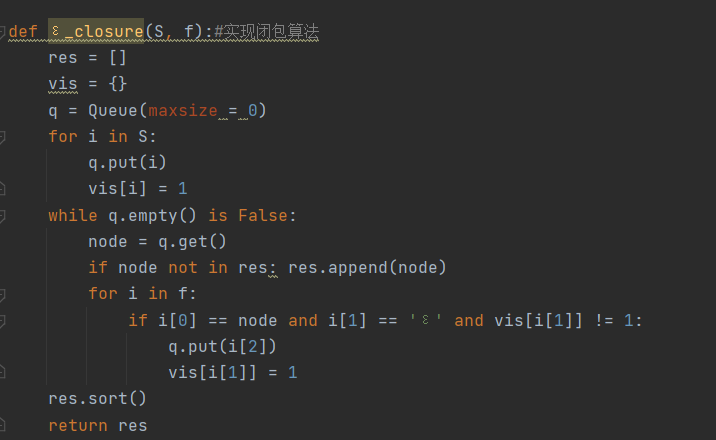 def ε_closure(S, f):#实现闭包算法
    res = []
    vis = {}
    q = Queue(maxsize = 0)
    for i in S:
        q.put(i)
        vis[i] = 1
    while q.empty() is False:
        node = q.get()
        if node not in res: res.append(node)
        for i in f:
            if i[0] == node and i[1] == 'ε' and vis[i[1]] != 1:
                q.put(i[2])
                vis[i[1]] = 1
    res.sort()
    return res